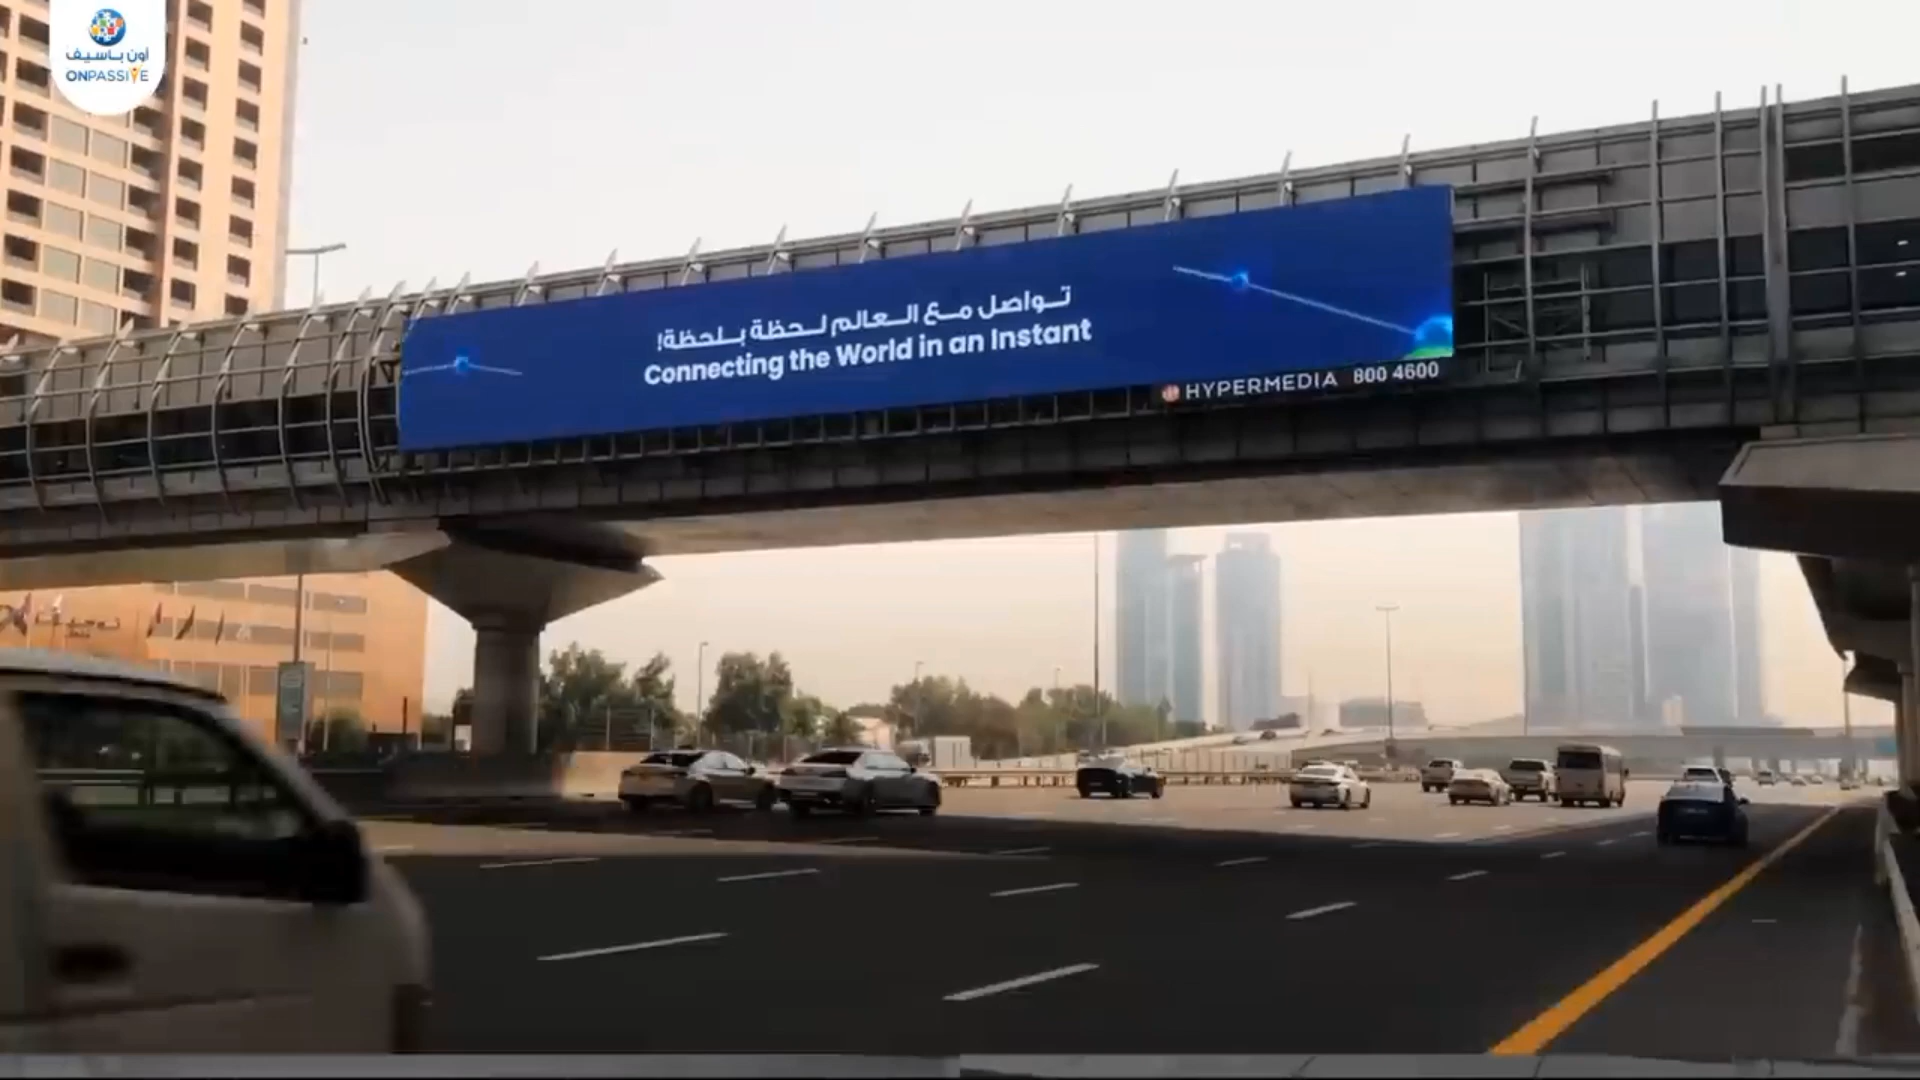 أون باسيف
ONPASSIVE
تواصل مع العالم لحظة بلحظة!
Connecting the World in an Instant
HYPERMEDIA 800 4600